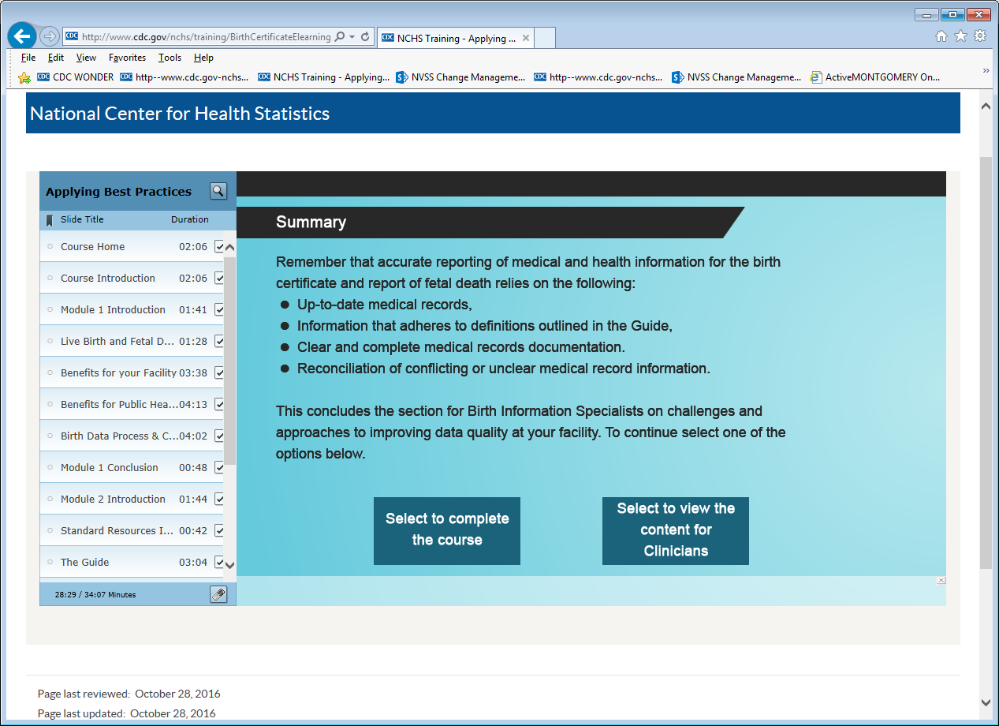 http://www.cdc.gov/nchs/training/BirthCertificateElearning
CDC NCHS Training - Applying ...
File Edit View Favorites Tools Help
CDC CDC WONDER CDC http--www.cdc.gov-nchs... CDC NCHS Training - Applying... NVSS Change Manageme... CDC http--www.cdc.gov-nchs... NVSS Change Manageme... ActiveMONTGOMERY On...
National Center for Health Statistics
Applying Best Practices
Slide Title Duration
Course Home 02:06
Course Introduction 02:06
Module 1 Introduction 01:41
Live Birth and Fetal D... 01:28
Benefits for your Facility 03:38
Benefits for Public Hea... 04:13
Birth Data Process & C... 04:02
Module 1 Conclusion 00:48
Module 2 Introduction 01:44
Standard Resources I... 00:42
The Guide 03:04
28:29 / 34:07 Minutes
Summary
Remember that accurate reporting of medical and health information for the birth
certificate and report of fetal death relies on the following:
● Up-to-date medical records,
● Information that adheres to definitions outlined in the Guide,
● Clear and complete medical records documentation.
● Reconciliation of conflicting or unclear medical record information.
This concludes the section for Birth Information Specialists on challenges and
approaches to improving data quality at your facility. To continue select one of the
options below.
Select to complete
the course
Select to view the
content for
Clinicians
Page last reviewed: October 28, 2016
Page last updated: October 28, 2016